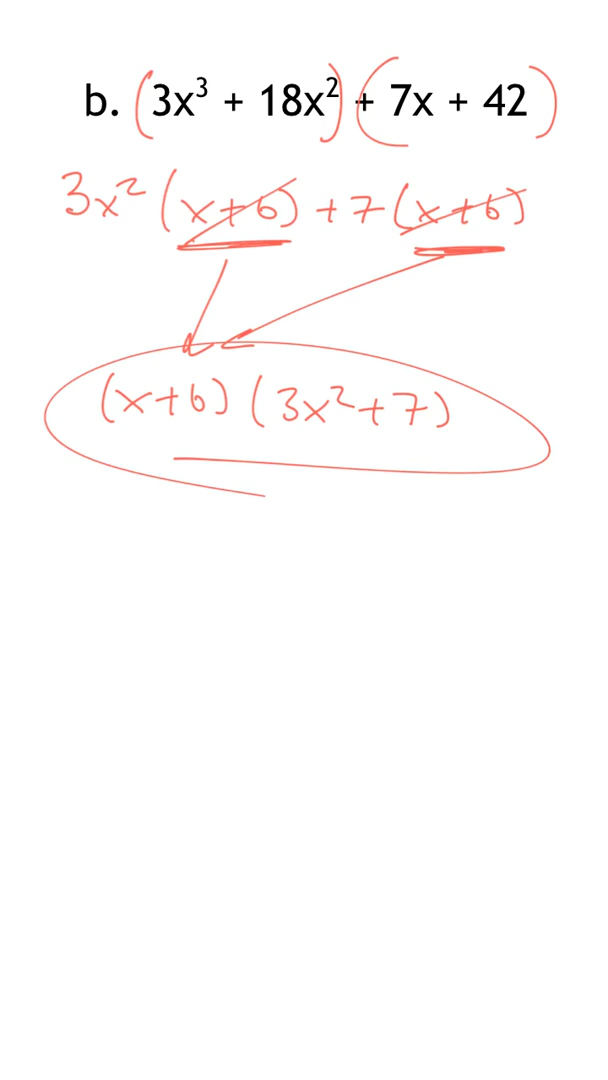 b. (3x³ + 18x²) (+ 7x + 42)
3x² (x+6) + 7 (x+6)
(x+6) (3x²+7)